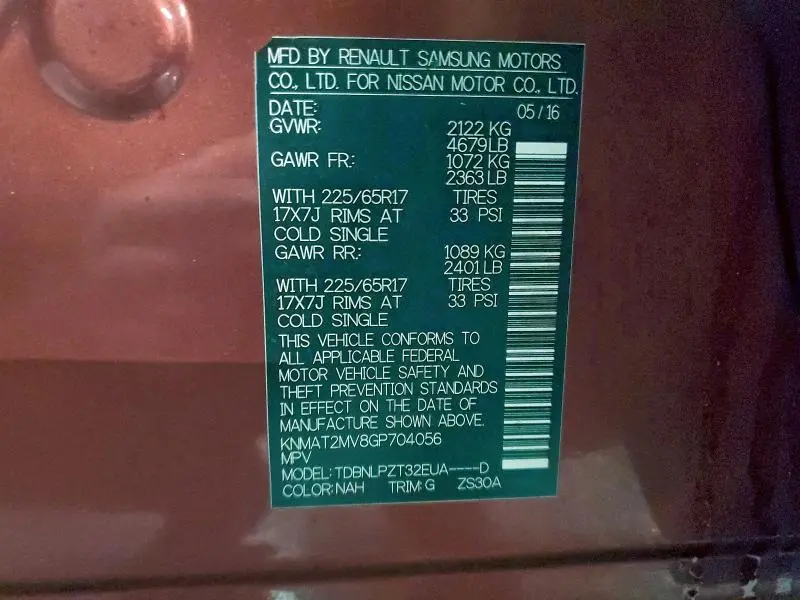 MFD BY RENAULT SAMSUNG MOTORS
CO., LTD. FOR NISSAN MOTOR CO., LTD.
DATE: 05/16
GVWR: 2122 KG
4679LB
GAWR FR: 1072 KG
2363 LB
WITH 225/65R17 TIRES
17X7J RIMS AT 33 PSI
COLD SINGLE
GAWR RR: 1089 KG
2401 LB
WITH 225/65R17 TIRES
17X7J RIMS AT 33 PSI
COLD SINGLE
THIS VEHICLE CONFORMS TO
ALL APPLICABLE FEDERAL
MOTOR VEHICLE SAFETY AND
THEFT PREVENTION STANDARDS
IN EFFECT ON THE DATE OF
MANUFACTURE SHOWN ABOVE.
KNMAT2MV8GP704056
MPV
MODEL: TDBNLPZT32EUA----D
COLOR: NAH TRIM: G ZS30A